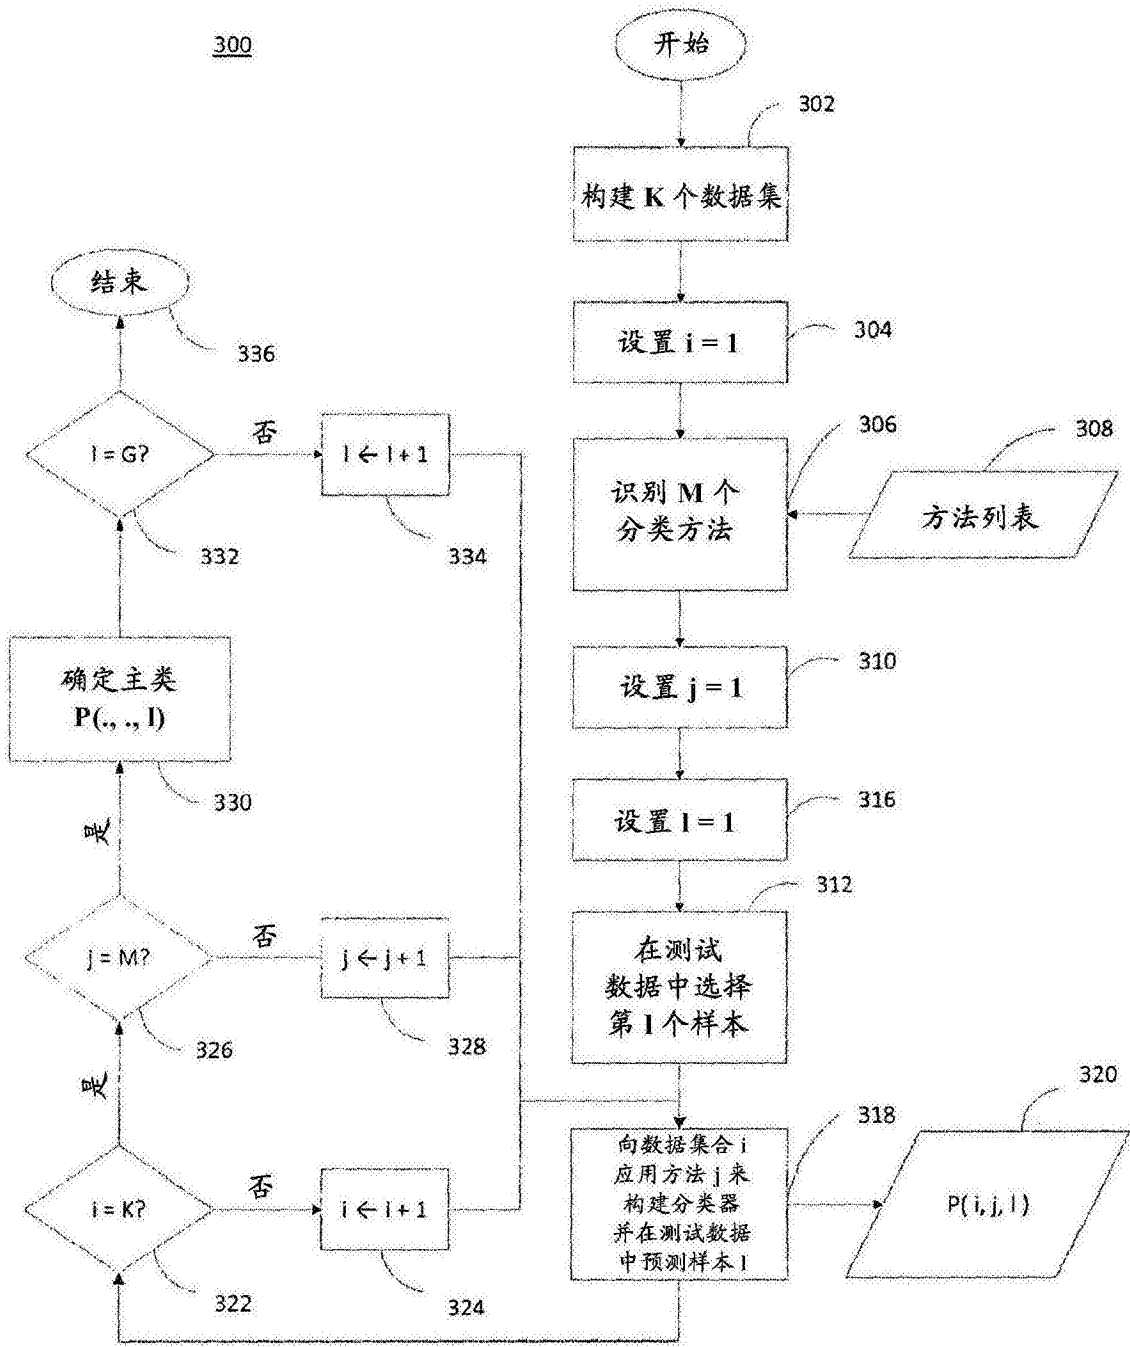 300
开始
302
构建 K 个数据集
设置 i = 1
304
识别 M 个
分类方法
306
308
方法列表
设置 j = 1
310
设置 l = 1
316
312
在测试
数据中选择
第 l 个样本
向数据集合 i
应用方法 j 来
构建分类器
并在测试数据
中预测样本 l
318
320
P( i, j, l )
i = K?
322
否
i ← i + 1
324
是
j = M?
326
否
j ← j + 1
328
是
确定主类
P(., ., l)
330
l = G?
332
否
l ← l + 1
334
结束
336